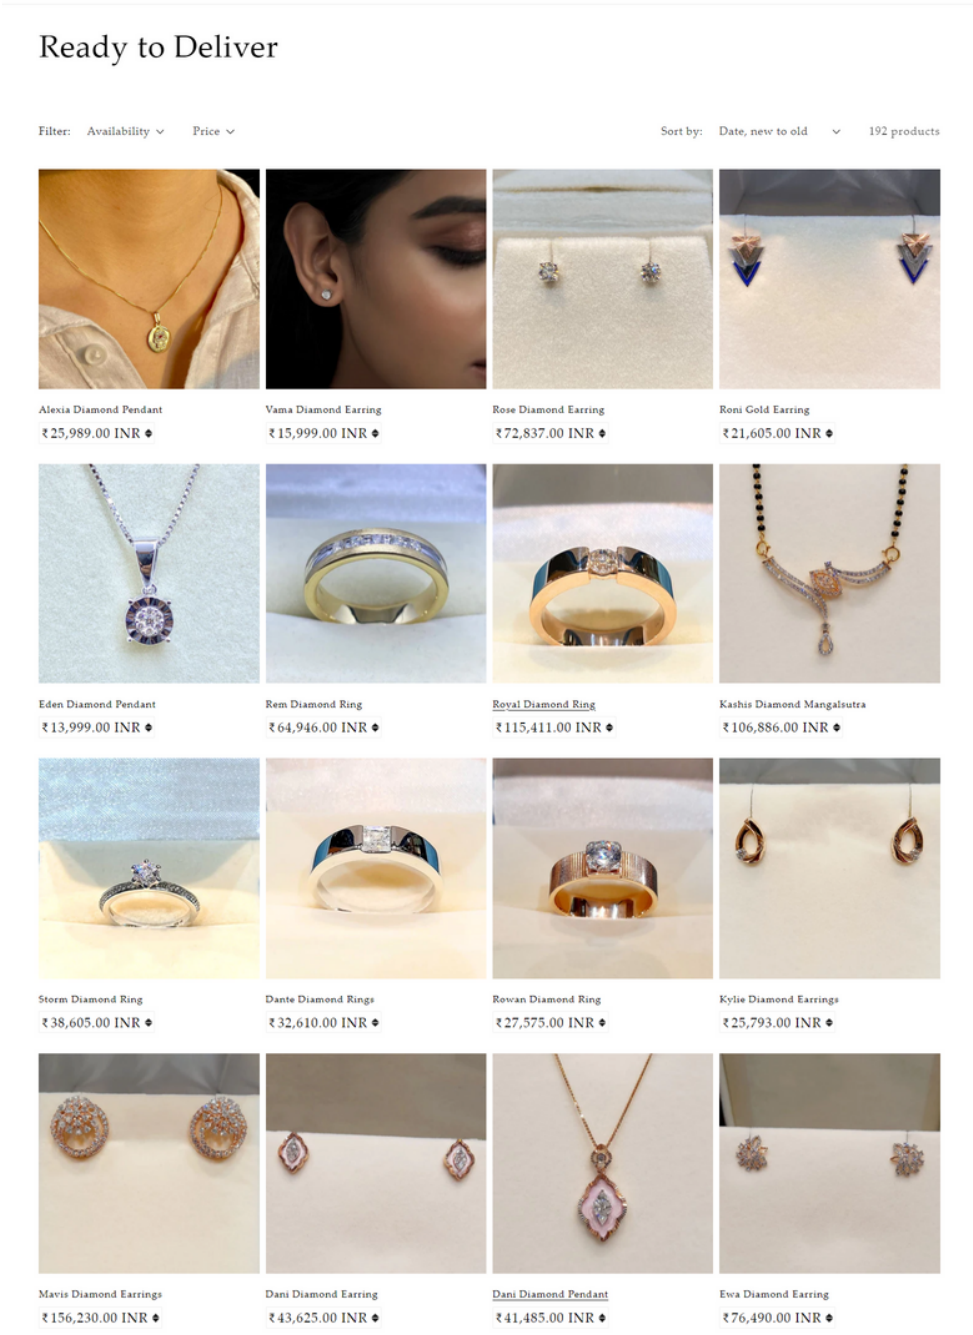 Ready to Deliver
Filter: Availability Price Sort by: Date, new to old 192 products
Alexia Diamond Pendant
₹25,989.00 INR
Vama Diamond Earring
₹15,999.00 INR
Rose Diamond Earring
₹72,837.00 INR
Roni Gold Earring
₹21,605.00 INR
Eden Diamond Pendant
₹13,999.00 INR
Rem Diamond Ring
₹64,946.00 INR
Royal Diamond Ring
₹115,411.00 INR
Kashis Diamond Mangalsutra
₹106,886.00 INR
Storm Diamond Ring
₹38,605.00 INR
Dante Diamond Rings
₹32,610.00 INR
Rowan Diamond Ring
₹27,575.00 INR
Kylie Diamond Earrings
₹25,793.00 INR
Mavis Diamond Earrings
₹156,230.00 INR
Dani Diamond Earring
₹43,625.00 INR
Dani Diamond Pendant
₹41,485.00 INR
Ewa Diamond Earring
₹76,490.00 INR